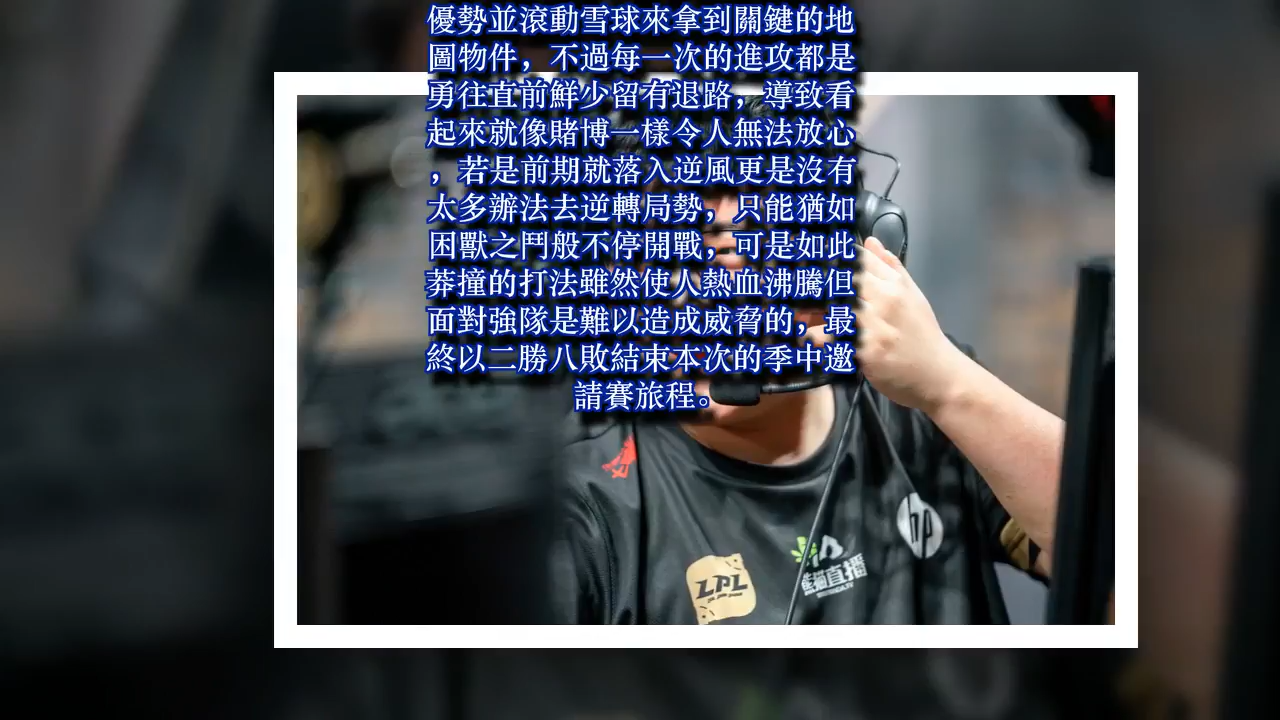 優勢並滾動雪球來拿到關鍵的地
圖物件，不過每一次的進攻都是
勇往直前鮮少留有退路，導致看
起來就像賭博一樣令人無法放心
，若是前期就落入逆風更是沒有
太多辦法去逆轉局勢，只能猶如
困獸之鬥般不停開戰，可是如此
莽撞的打法雖然使人熱血沸騰但
面對強隊是難以造成威脅的，最
終以二勝八敗結束本次的季中邀
請賽旅程。
hp
熊猫直播
LPL